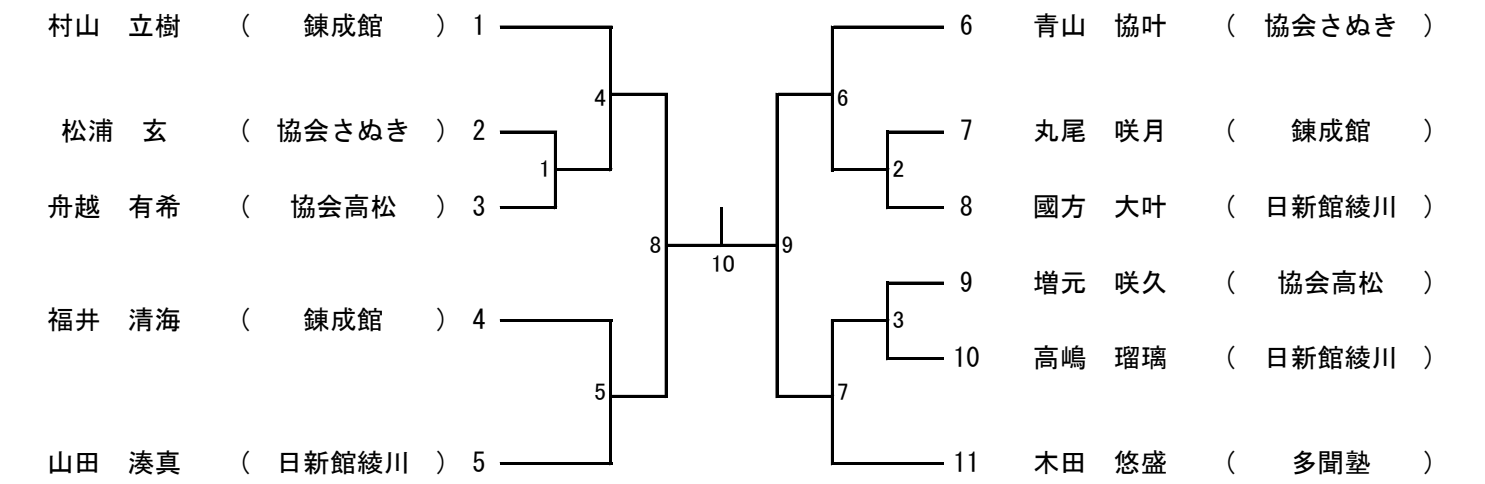 村山　立樹　（　錬成館　）　1
松浦　玄　（　協会さぬき　）　2
舟越　有希　（　協会高松　）　3
福井　清海　（　錬成館　）　4
山田　湊真　（　日新館綾川　）　5
4
1
8
5
10
6
2
9
3
7
6　青山　協叶　（　協会さぬき　）
7　丸尾　咲月　（　錬成館　）
8　國方　大叶　（　日新館綾川　）
9　増元　咲久　（　協会高松　）
10　高嶋　瑠璃　（　日新館綾川　）
11　木田　悠盛　（　多聞塾　）